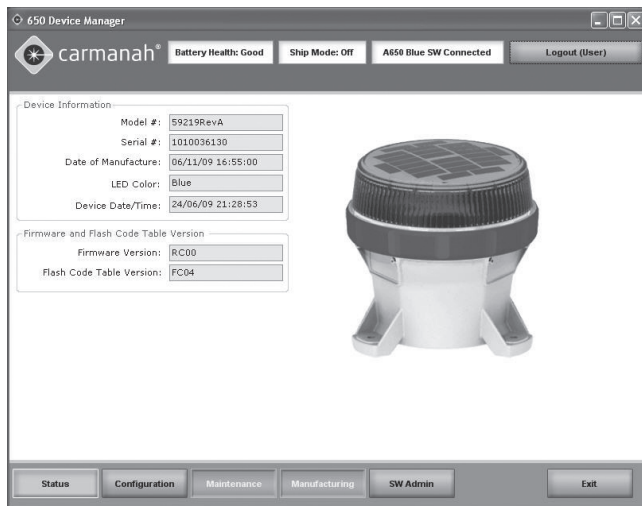 650 Device Manager
carmanah®
Battery Health: Good
Ship Mode: Off
A650 Blue SW Connected
Logout (User)
Device Information
Model #: 59219RevA
Serial #: 1010036130
Date of Manufacture: 06/11/09 16:55:00
LED Color: Blue
Device Date/Time: 24/06/09 21:28:53
Firmware and Flash Code Table Version
Firmware Version: RC00
Flash Code Table Version: FC04
Status
Configuration
Maintenance
Manufacturing
SW Admin
Exit